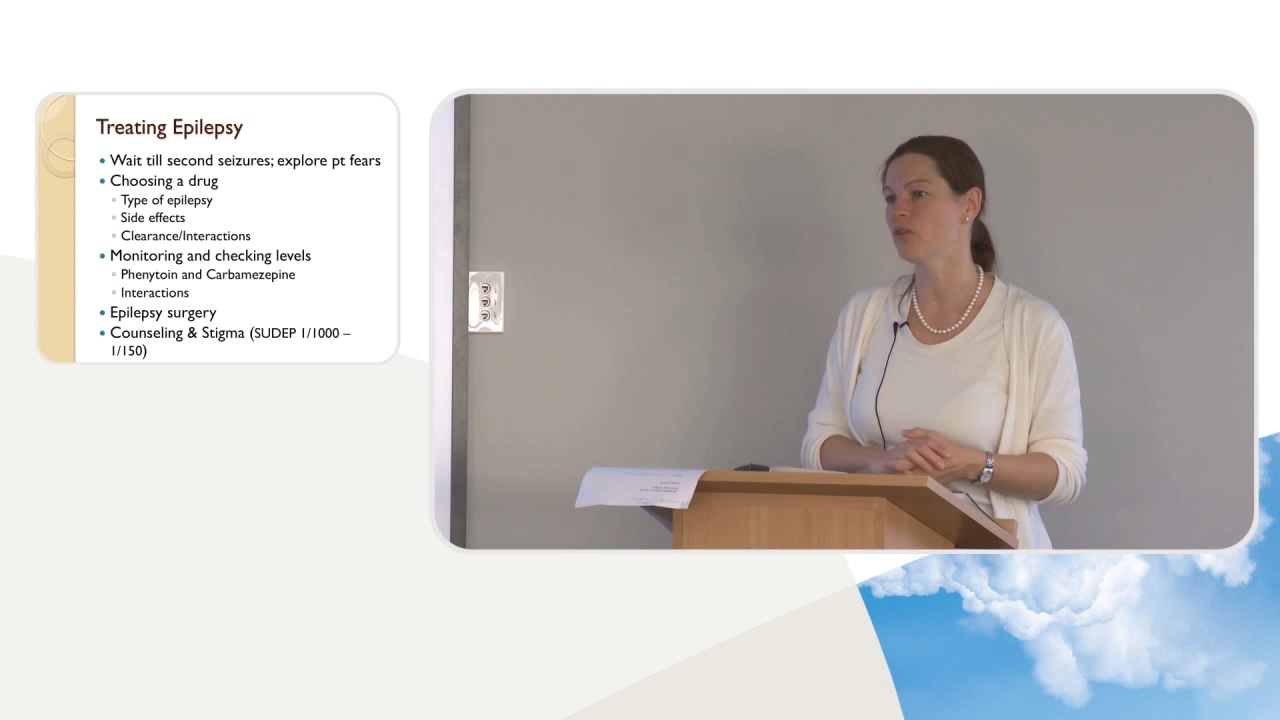 Treating Epilepsy
• Wait till second seizures; explore pt fears
• Choosing a drug
◦ Type of epilepsy
◦ Side effects
◦ Clearance/Interactions
• Monitoring and checking levels
◦ Phenytoin and Carbamezepine
◦ Interactions
• Epilepsy surgery
• Counseling & Stigma (SUDEP 1/1000 –
1/150)